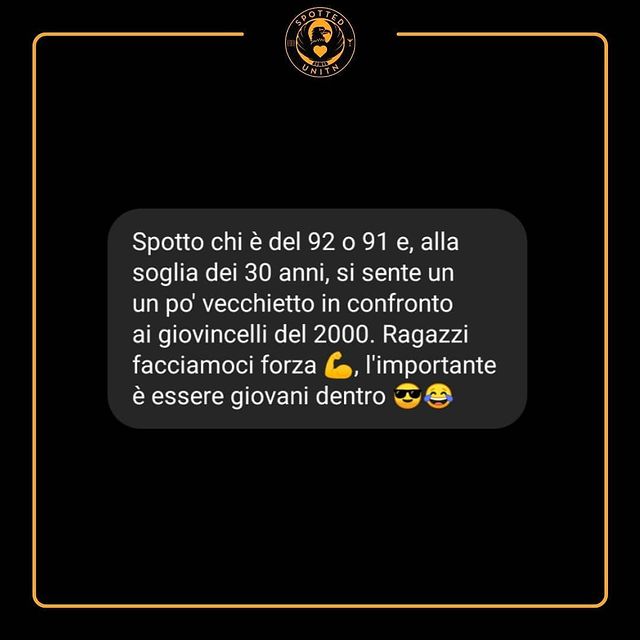 SPOTTED
UNITN
Spotto chi è del 92 o 91 e, alla
soglia dei 30 anni, si sente un
un po' vecchietto in confronto
ai giovincelli del 2000. Ragazzi
facciamoci forza 💪, l'importante
è essere giovani dentro 😎😂